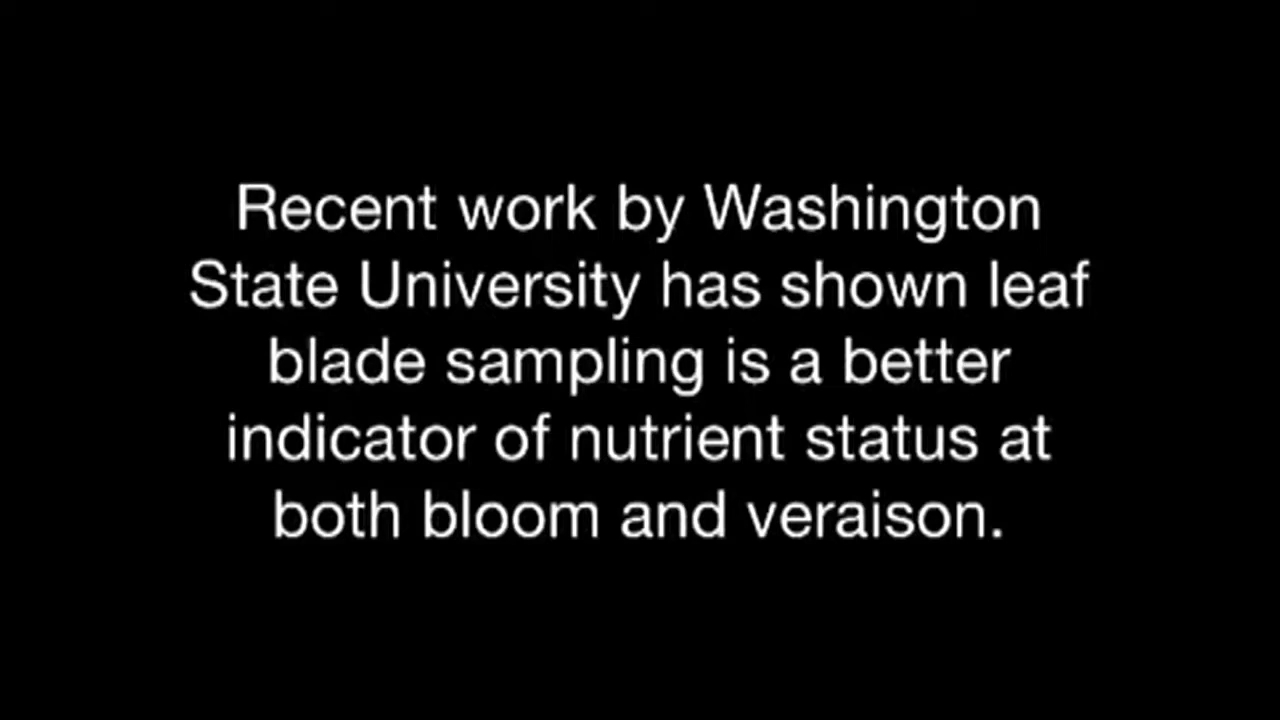 Recent work by Washington
State University has shown leaf
blade sampling is a better
indicator of nutrient status at
both bloom and veraison.